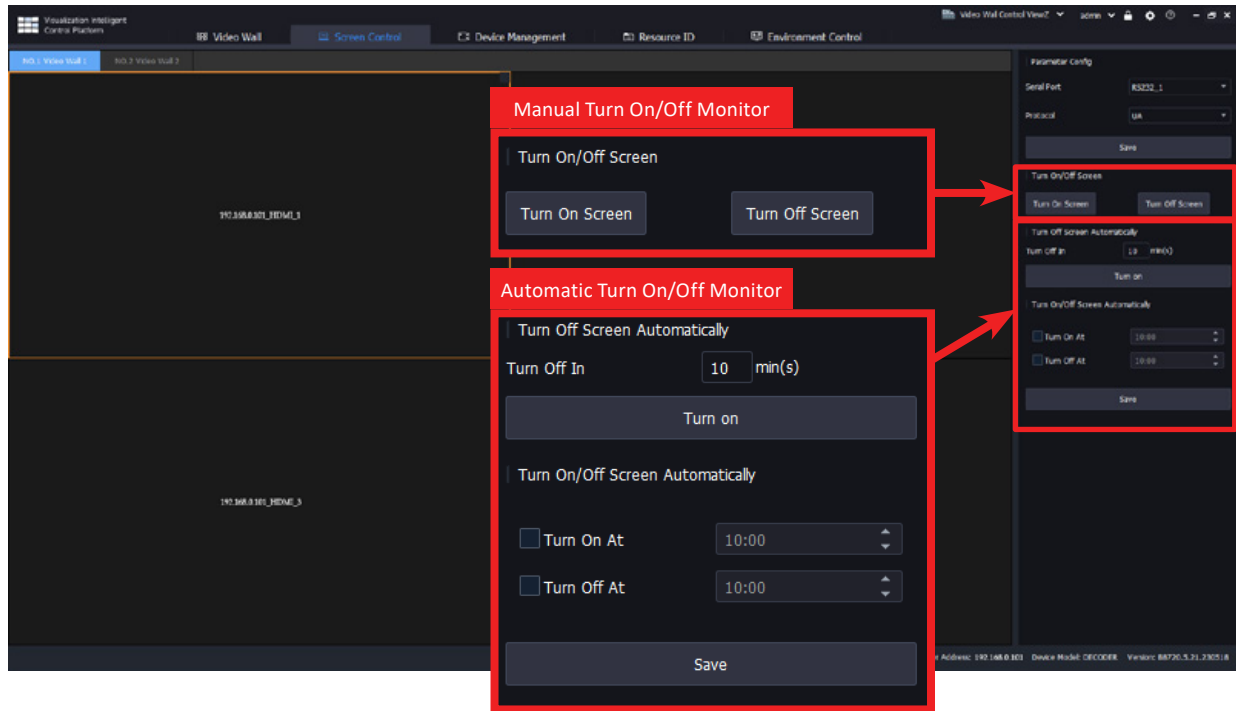 Visualization Intelligent
Control Platform
Video Wall
Screen Control
Device Management
Resource ID
Environment Control
Video Wall Control View2
admin
NO.1 Video Wall 1
NO.2 Video Wall 2
192.168.0.101_HDMI_1
192.168.0.101_HDMI_3
Manual Turn On/Off Monitor
Turn On/Off Screen
Turn On Screen
Turn Off Screen
Automatic Turn On/Off Monitor
Turn Off Screen Automatically
Turn Off In 10 min(s)
Turn on
Turn On/Off Screen Automatically
Turn On At 10:00
Turn Off At 10:00
Save
Parameter Config
Serial Port RS232_1
Protocol UA
Save
Turn On/Off Screen
Turn On Screen Turn Off Screen
Turn Off Screen Automatically
Turn Off In 10 min(s)
Turn on
Turn On/Off Screen Automatically
Turn On At 10:00
Turn Off At 10:00
Save
Address: 192.168.0.101 Device Model: DECODER Version: B8720.5.21.230518